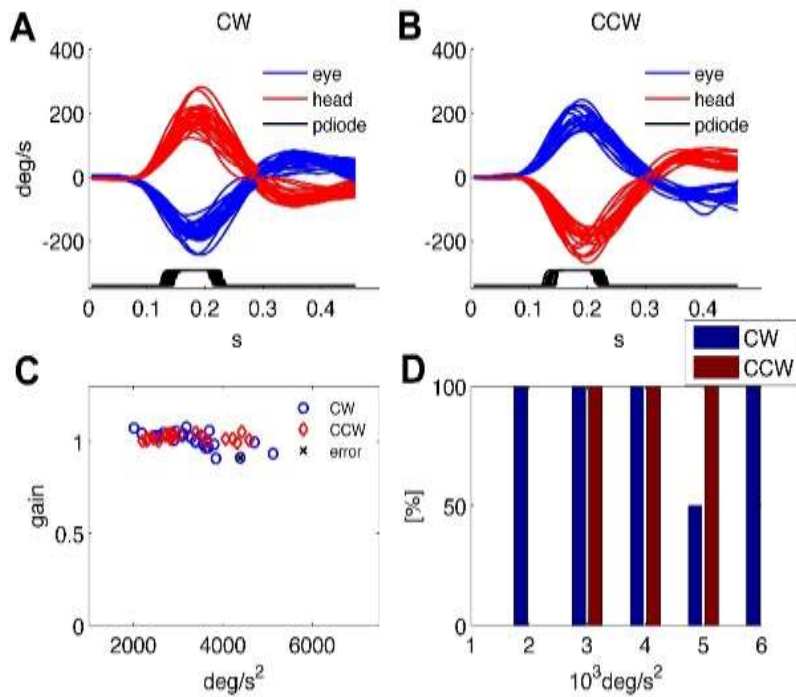 A
CW
400
200
0
-200
deg/s
eye
head
pdiode
0
0.1
0.2
0.3
0.4
s
B
CCW
400
200
0
-200
eye
head
pdiode
0
0.1
0.2
0.3
0.4
s
C
1
0.5
0
gain
CW
CCW
error
2000
4000
6000
deg/s²
D
CW
CCW
100
50
0
[%]
1
2
3
4
5
6
10³deg/s²